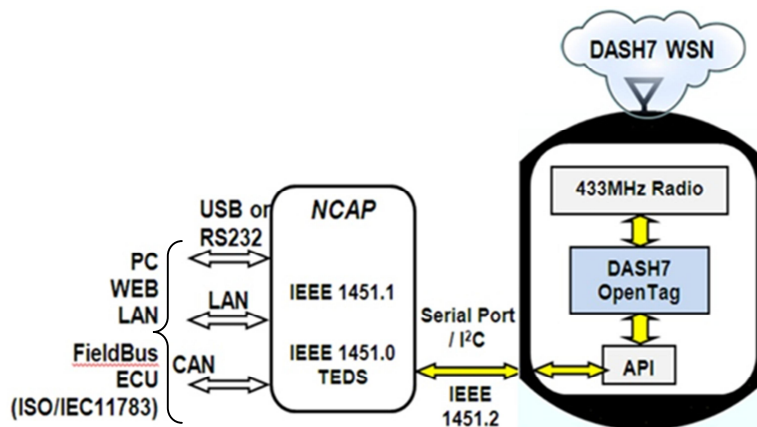 DASH7 WSN
433MHz Radio
DASH7
OpenTag
API
NCAP
IEEE 1451.1
IEEE 1451.0
TEDS
USB or
RS232
LAN
CAN
PC
WEB
LAN
FieldBus
ECU
(ISO/IEC11783)
Serial Port
/ I²C
IEEE
1451.2